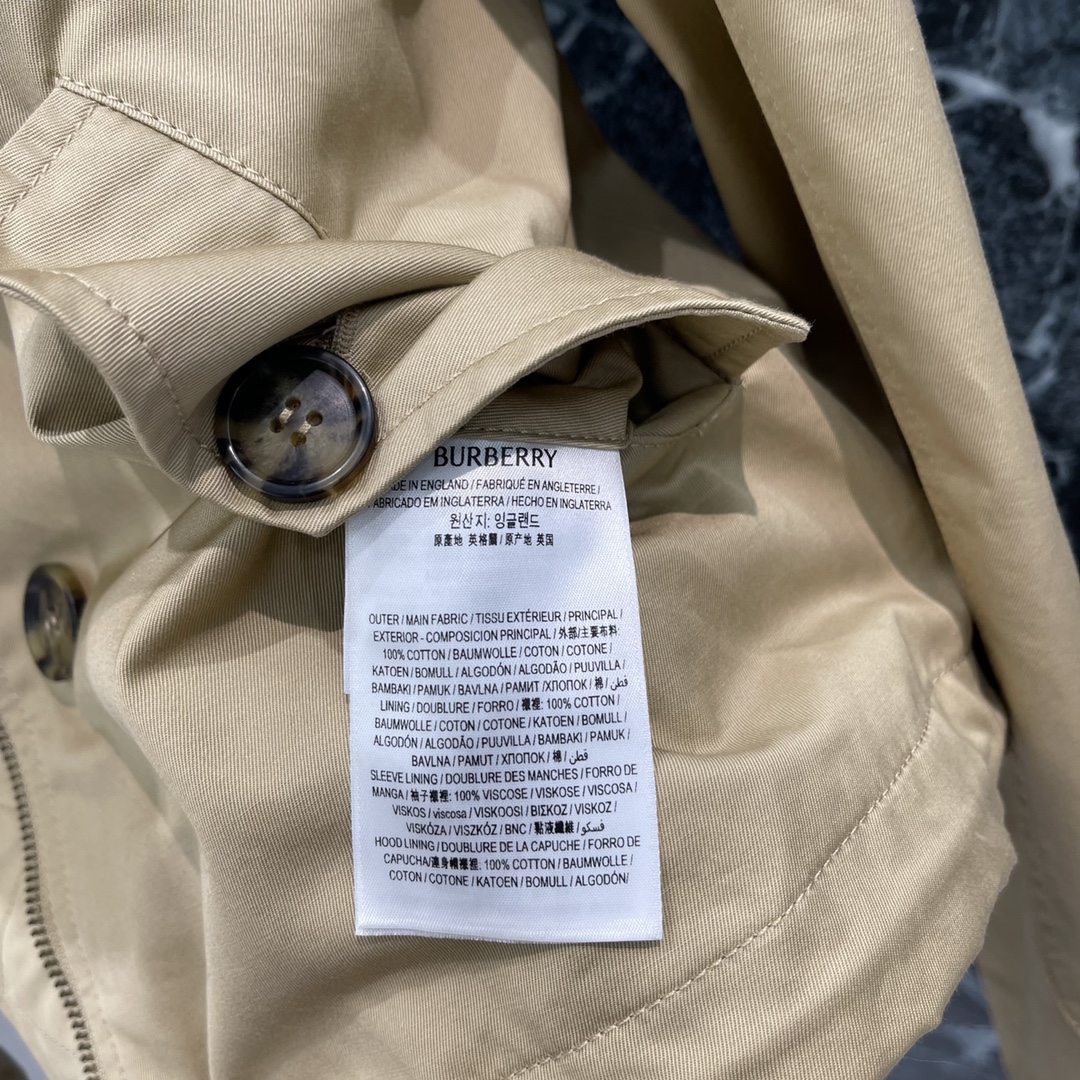 BURBERRY
DE IN ENGLAND / FABRIQUÉ EN ANGLETERRE /
FABRICADO EM INGLATERRA / HECHO EN INGLATERRA
원산지: 잉글랜드
原產地 英格蘭 / 原产地 英国
OUTER / MAIN FABRIC / TISSU EXTÉRIEUR / PRINCIPAL /
EXTERIOR - COMPOSICION PRINCIPAL / 外部/主要布料:
100% COTTON / BAUMWOLLE / COTON / COTONE /
KATOEN / BOMULL / ALGODÓN / ALGODÃO / PUUVILLA /
BAMBAKI / PAMUK / BAVLNA / PAMИT /ХЛОПОК / 棉 / قطن /
LINING / DOUBLURE / FORRO / 襯裡: 100% COTTON /
BAUMWOLLE / COTON / COTONE / KATOEN / BOMULL /
ALGODÓN / ALGODÃO / PUUVILLA / BAMBAKI / PAMUK /
BAVLNA / PAMUT / ХЛОПОК / 棉 / قطن /
SLEEVE LINING / DOUBLURE DES MANCHES / FORRO DE
MANGA / 袖子襯裡: 100% VISCOSE / VISKOSE / VISCOSA /
VISKOS / viscosa / VISKOOSI / ΒΙΣΚΟΖ / VISKOZ /
VISKÓZA / VISZKÓZ / BNC / 黏液纖維 / فسكو /
HOOD LINING / DOUBLURE DE LA CAPUCHE / FORRO DE
CAPUCHA/連身帽襯裡: 100% COTTON / BAUMWOLLE /
COTON / COTONE / KATOEN / BOMULL / ALGODÓN/